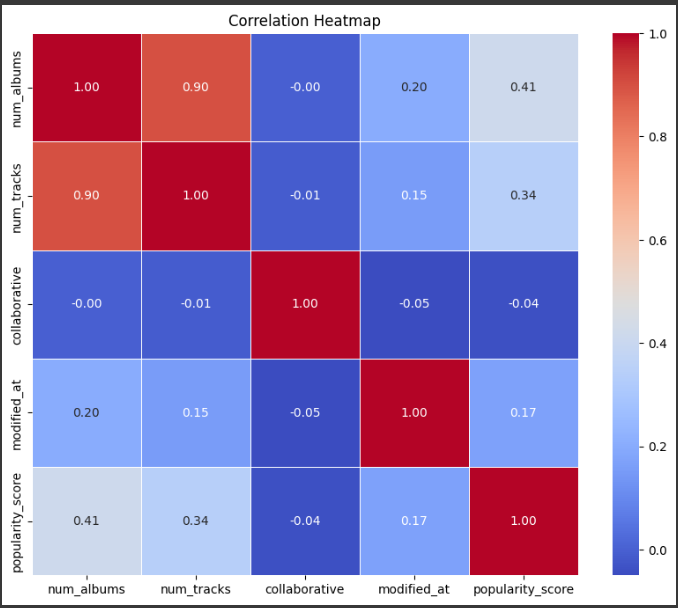 Correlation Heatmap
num_albums
1.00 0.90 -0.00 0.20 0.41
num_tracks
0.90 1.00 -0.01 0.15 0.34
collaborative
-0.00 -0.01 1.00 -0.05 -0.04
modified_at
0.20 0.15 -0.05 1.00 0.17
popularity_score
0.41 0.34 -0.04 0.17 1.00
num_albums num_tracks collaborative modified_at popularity_score
1.0
0.8
0.6
0.4
0.2
0.0